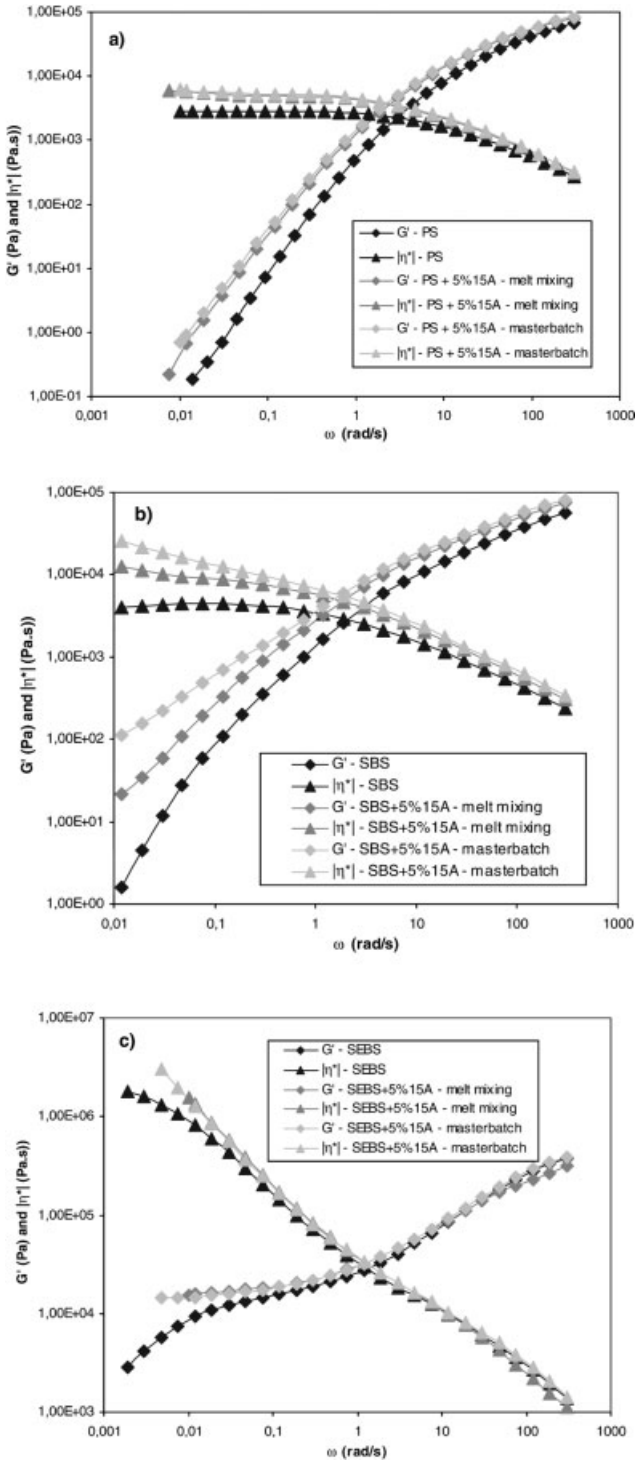 a)
1,00E+05
1,00E+04
1,00E+03
1,00E+02
1,00E+01
1,00E+00
1,00E-01
G' (Pa) and |η*| (Pa.s))
G' - PS
|η*| - PS
G' - PS + 5%15A - melt mixing
|η*| - PS + 5%15A - melt mixing
G' - PS + 5%15A - masterbatch
|η*| - PS + 5%15A - masterbatch
0,001 0,01 0,1 1 10 100 1000
ω (rad/s)
b)
1,00E+05
1,00E+04
1,00E+03
1,00E+02
1,00E+01
1,00E+00
G' (Pa) and |η*| (Pa.s))
G' - SBS
|η*| - SBS
G' - SBS+5%15A - melt mixing
|η*| - SBS+5%15A - melt mixing
G' - SBS+5%15A - masterbatch
|η*| - SBS+5%15A - masterbatch
0,01 0,1 1 10 100 1000
ω (rad/s)
c)
1,00E+07
1,00E+06
1,00E+05
1,00E+04
1,00E+03
G' (Pa) and |η*| (Pa.s))
G' - SEBS
|η*| - SEBS
G' - SEBS+5%15A - melt mixing
|η*| - SEBS+5%15A - melt mixing
G' - SEBS+5%15A - masterbatch
|η*| - SEBS+5%15A - masterbatch
0,001 0,01 0,1 1 10 100 1000
ω (rad/s)